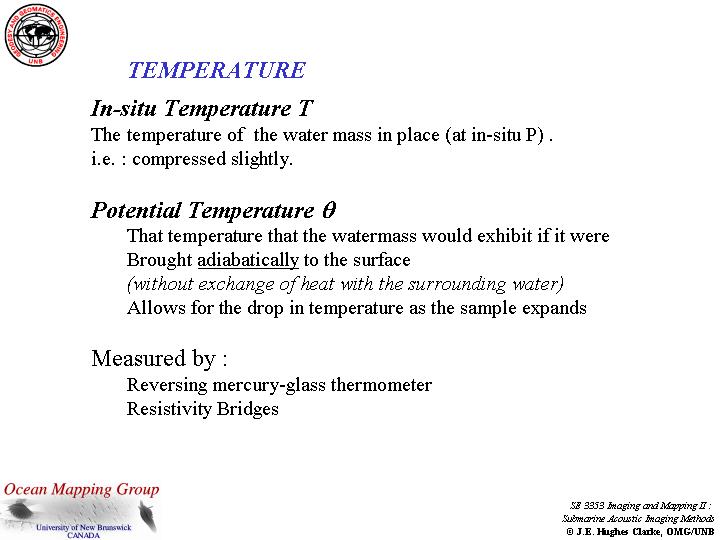 GEODESY AND GEOMATICS ENGINEERING
UNB
TEMPERATURE
In-situ Temperature T
The temperature of the water mass in place (at in-situ P) .
i.e. : compressed slightly.
Potential Temperature θ
That temperature that the watermass would exhibit if it were
Brought adiabatically to the surface
(without exchange of heat with the surrounding water)
Allows for the drop in temperature as the sample expands
Measured by :
Reversing mercury-glass thermometer
Resistivity Bridges
Ocean Mapping Group
University of New Brunswick
CANADA
SE 3353 Imaging and Mapping II :
Submarine Acoustic Imaging Methods
© J.E. Hughes Clarke, OMG/UNB